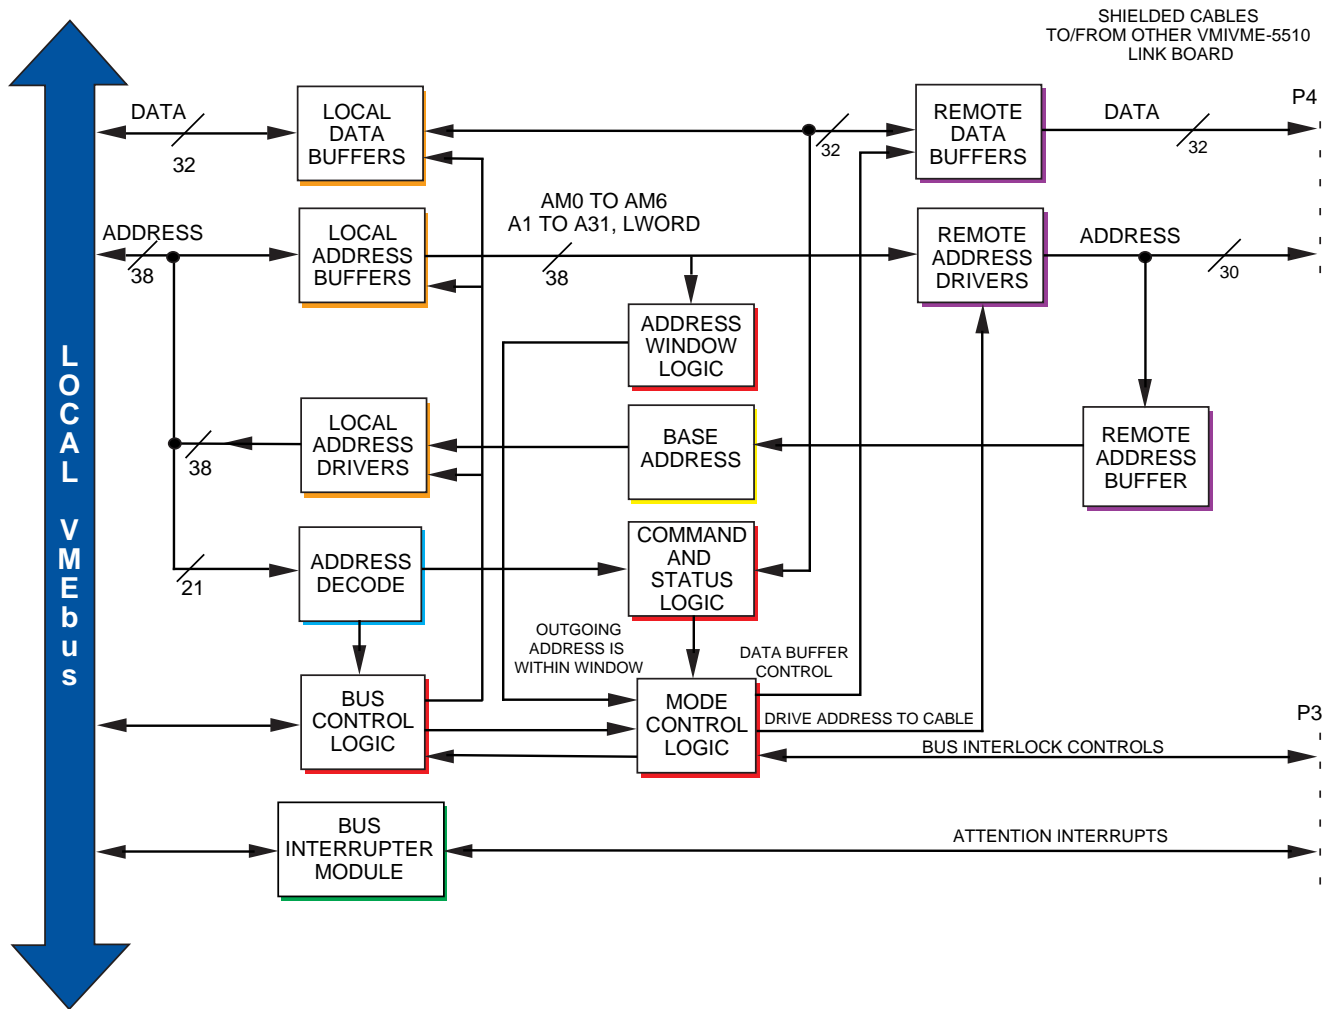 SHIELDED CABLES
TO/FROM OTHER VMIVME-5510
LINK BOARD
P4
DATA
32
LOCAL
DATA
BUFFERS
32
REMOTE
DATA
BUFFERS
DATA
32
ADDRESS
38
LOCAL
ADDRESS
BUFFERS
AM0 TO AM6
A1 TO A31, LWORD
38
REMOTE
ADDRESS
DRIVERS
ADDRESS
30
ADDRESS
WINDOW
LOGIC
LOCAL VMEbus
38
LOCAL
ADDRESS
DRIVERS
BASE
ADDRESS
REMOTE
ADDRESS
BUFFER
21
ADDRESS
DECODE
COMMAND
AND
STATUS
LOGIC
OUTGOING
ADDRESS IS
WITHIN WINDOW
DATA BUFFER
CONTROL
BUS
CONTROL
LOGIC
MODE
CONTROL
LOGIC
DRIVE ADDRESS TO CABLE
P3
BUS INTERLOCK CONTROLS
BUS
INTERRUPTER
MODULE
ATTENTION INTERRUPTS